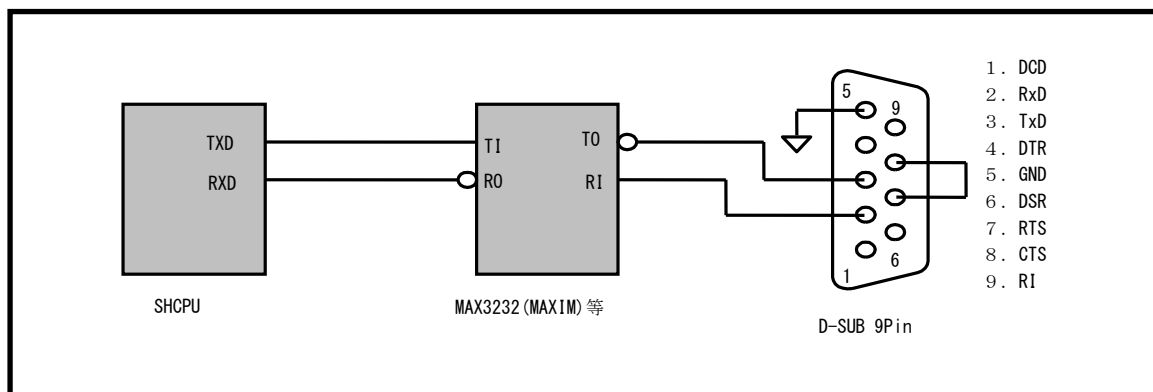 TXD
RXD
SHCPU
TI
RO
TO
RI
MAX3232(MAXIM)等
5
9
1
6
D-SUB 9Pin
1. DCD
2. RxD
3. TxD
4. DTR
5. GND
6. DSR
7. RTS
8. CTS
9. RI